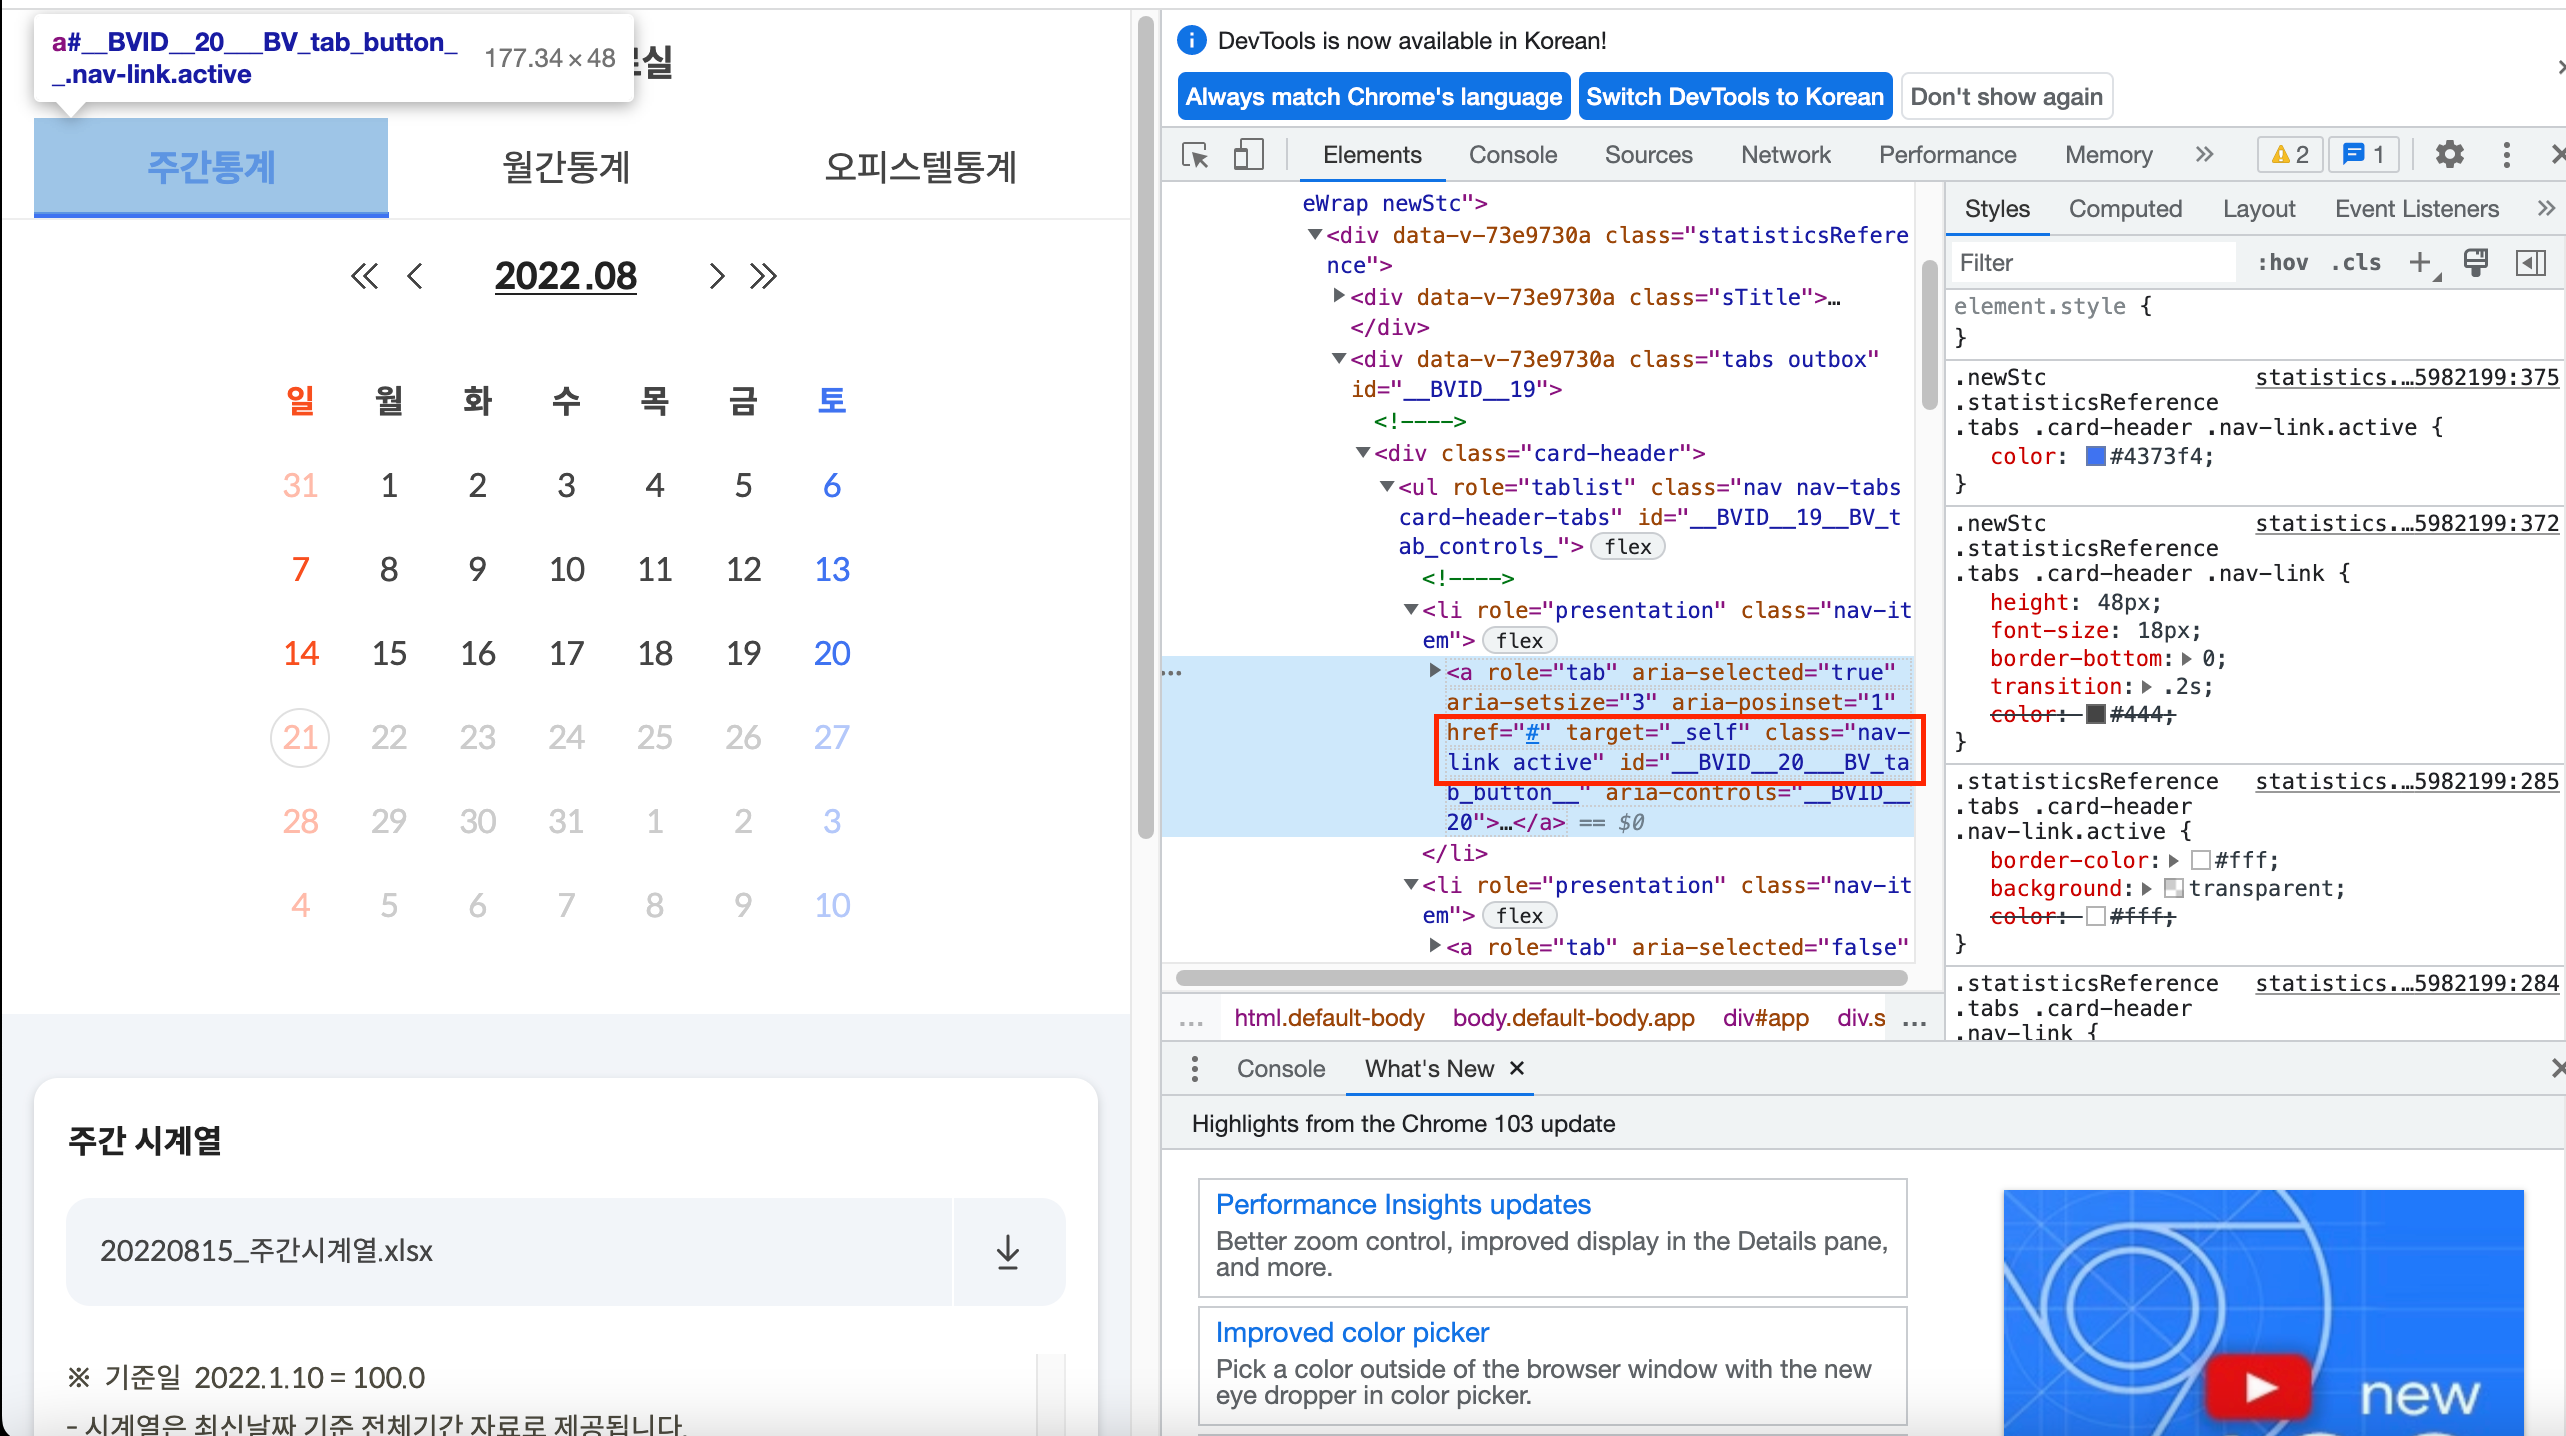 a#__BVID__20___BV_tab_button_
_.nav-link.active
177.34 × 48
실
주간통계
월간통계
오피스텔통계
2022.08
일 월 화 수 목 금 토
31 1 2 3 4 5 6
7 8 9 10 11 12 13
14 15 16 17 18 19 20
21 22 23 24 25 26 27
28 29 30 31 1 2 3
4 5 6 7 8 9 10
주간 시계열
20220815_주간시계열.xlsx
※ 기준일 2022.1.10 = 100.0
- 시계열은 최신날짜 기준 전체기간 자료로 제공됩니다.
DevTools is now available in Korean!
Always match Chrome's language
Switch DevTools to Korean
Don't show again
Elements Console Sources Network Performance Memory 2 1
eWrap newStc">
<div data-v-73e9730a class="statisticsRefere
nce">
<div data-v-73e9730a class="sTitle">…
</div>
<div data-v-73e9730a class="tabs outbox"
id="__BVID__19">
<!---->
<div class="card-header">
<ul role="tablist" class="nav nav-tabs
card-header-tabs" id="__BVID__19__BV_t
ab_controls_"> flex
<!---->
<li role="presentation" class="nav-it
em"> flex
<a role="tab" aria-selected="true"
aria-setsize="3" aria-posinset="1"
href="#" target="_self" class="nav-
link active" id="__BVID__20___BV_ta
b_button__" aria-controls="__BVID__
20">…</a> == $0
</li>
<li role="presentation" class="nav-it
em"> flex
<a role="tab" aria-selected="false"
... html.default-body body.default-body.app div#app div.s ...
Styles Computed Layout Event Listeners
Filter :hov .cls
element.style {
}
.newStc statistics.…5982199:375
.statisticsReference
.tabs .card-header .nav-link.active {
color: #4373f4;
}
.newStc statistics.…5982199:372
.statisticsReference
.tabs .card-header .nav-link {
height: 48px;
font-size: 18px;
border-bottom: 0;
transition: .2s;
color: #444;
}
.statisticsReference statistics.…5982199:285
.tabs .card-header
.nav-link.active {
border-color: #fff;
background: transparent;
color: #fff;
}
.statisticsReference statistics.…5982199:284
.tabs .card-header
.nav-link {
Console What's New
Highlights from the Chrome 103 update
Performance Insights updates
Better zoom control, improved display in the Details pane,
and more.
Improved color picker
Pick a color outside of the browser window with the new
eye dropper in color picker.
new